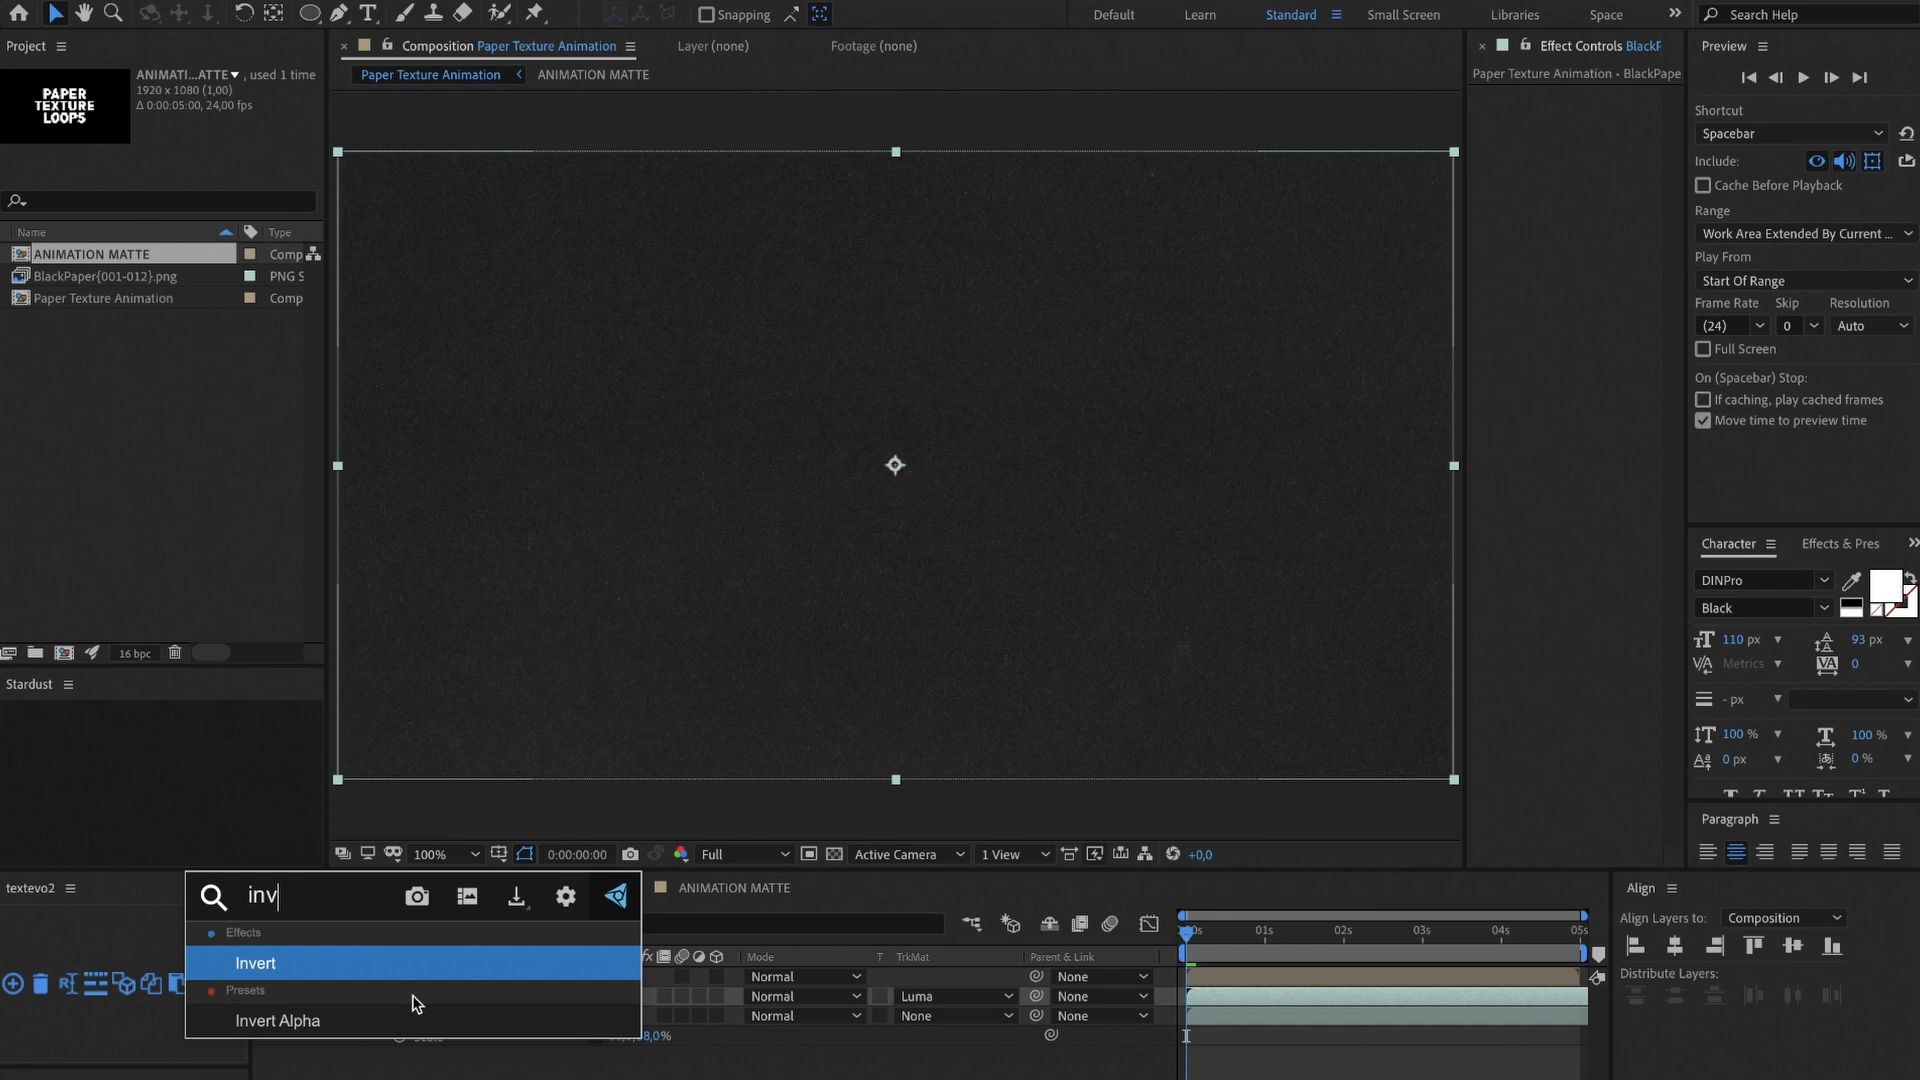 Snapping
Default
Learn
Standard
Small Screen
Libraries
Space
Search Help
Project
ANIMATI...ATTE , used 1 time
1920 x 1080 (1,00)
Δ 0:00:05:00, 24,00 fps
PAPER
TEXTURE
LOOPS
Name
Type
ANIMATION MATTE
Comp
BlackPaper{001-012}.png
PNG S
Paper Texture Animation
Comp
16 bpc
Stardust
Composition Paper Texture Animation
Layer (none)
Footage (none)
Paper Texture Animation
ANIMATION MATTE
100%
0:00:00:00
Full
Active Camera
1 View
+0,0
Effect Controls BlackP
Paper Texture Animation • BlackPape
Preview
Shortcut
Spacebar
Include:
Cache Before Playback
Range
Work Area Extended By Current ...
Play From
Start Of Range
Frame Rate Skip Resolution
(24) 0 Auto
Full Screen
On (Spacebar) Stop:
If caching, play cached frames
Move time to preview time
Character
Effects & Pres
DINPro
Black
110 px
93 px
Metrics
0
- px
100 %
100 %
0 px
0 %
Paragraph
textevo2
inv
Effects
Invert
Presets
Invert Alpha
ANIMATION MATTE
Mode T TrkMat Parent & Link
Normal None
Normal Luma None
Normal None None
8,0%
01s 02s 03s 04s 05s
Align
Align Layers to: Composition
Distribute Layers: